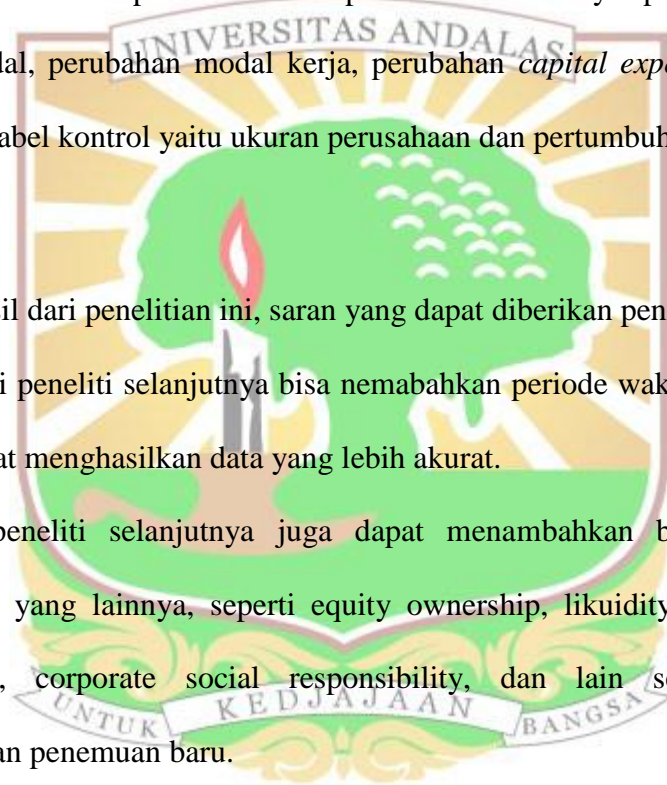 UNIVERSITAS ANDALAS
dal, perubahan modal kerja, perubahan capital exp
abel kontrol yaitu ukuran perusahaan dan pertumbuh
il dari penelitian ini, saran yang dapat diberikan pen
i peneliti selanjutnya bisa nemabahkan periode wak
at menghasilkan data yang lebih akurat.
peneliti selanjutnya juga dapat menambahkan b
yang lainnya, seperti equity ownership, likuidity
, corporate social responsibility, dan lain s
UNTUK KEDJAJAAN BANGSA
an penemuan baru.